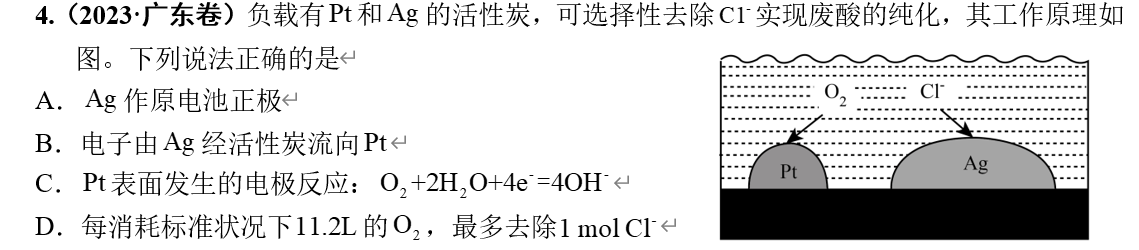 4.（2023·广东卷）负载有Pt和Ag的活性炭，可选择性去除Cl⁻实现废酸的纯化，其工作原理如
图。下列说法正确的是↵
A． Ag作原电池正极↵
B．电子由Ag经活性炭流向Pt↵
C． Pt表面发生的电极反应：O₂+2H₂O+4e⁻=4OH⁻↵
D．每消耗标准状况下11.2L的O₂，最多去除1 mol Cl⁻↵
O₂ Cl⁻
Pt Ag